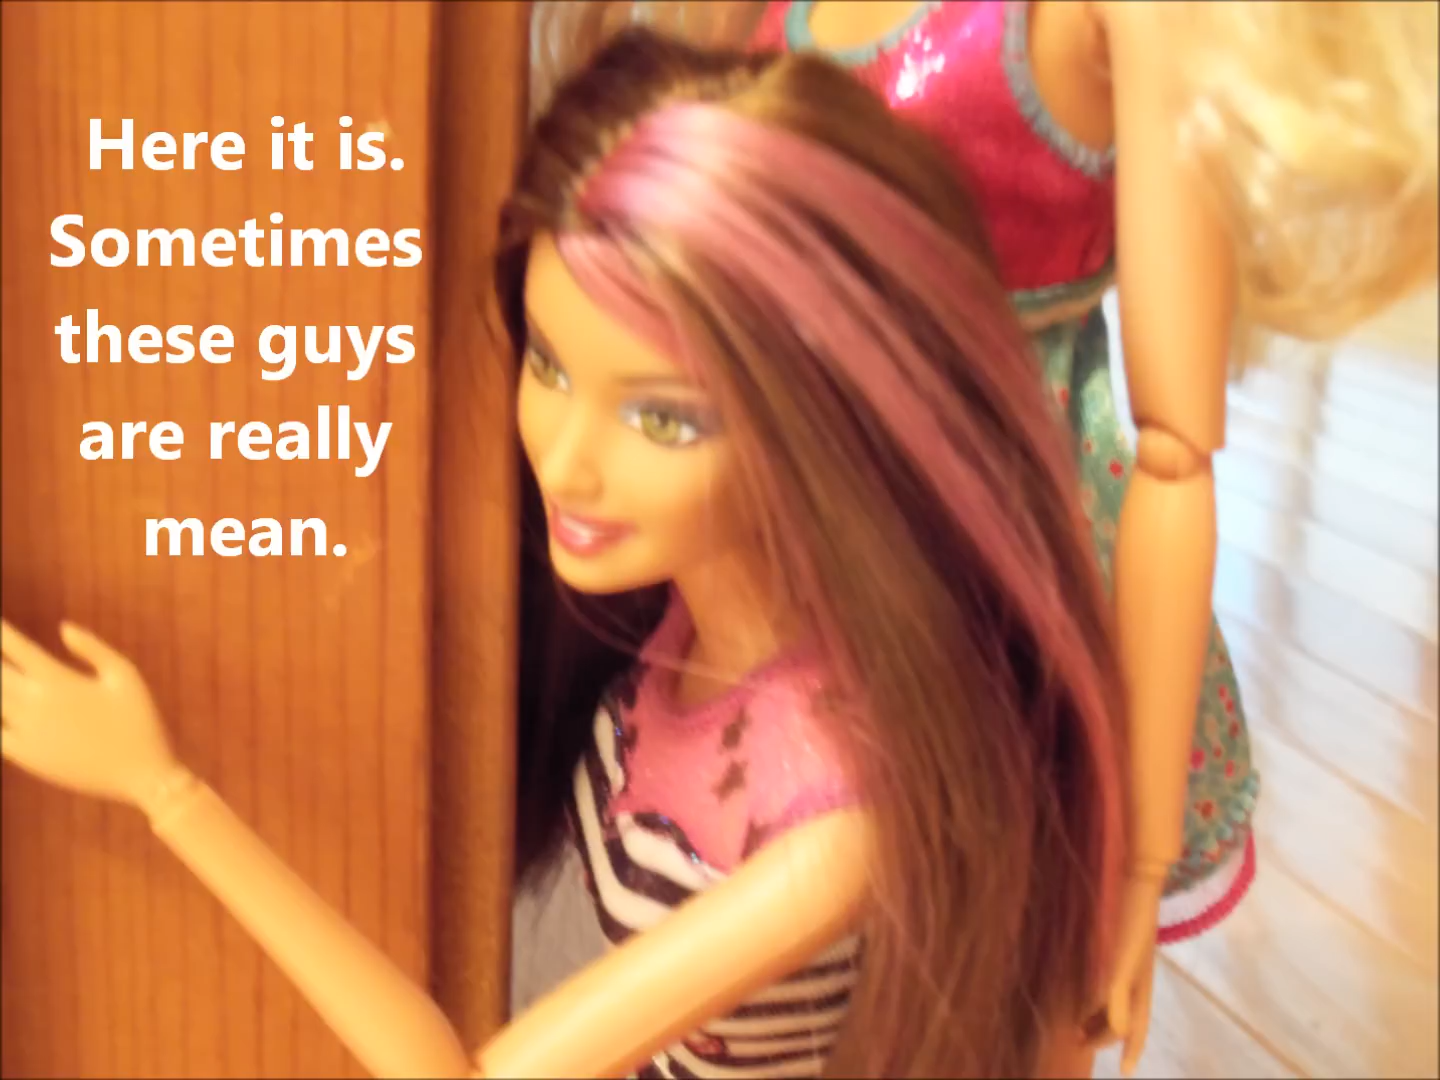 Here it is.
Sometimes
these guys
are really
mean.